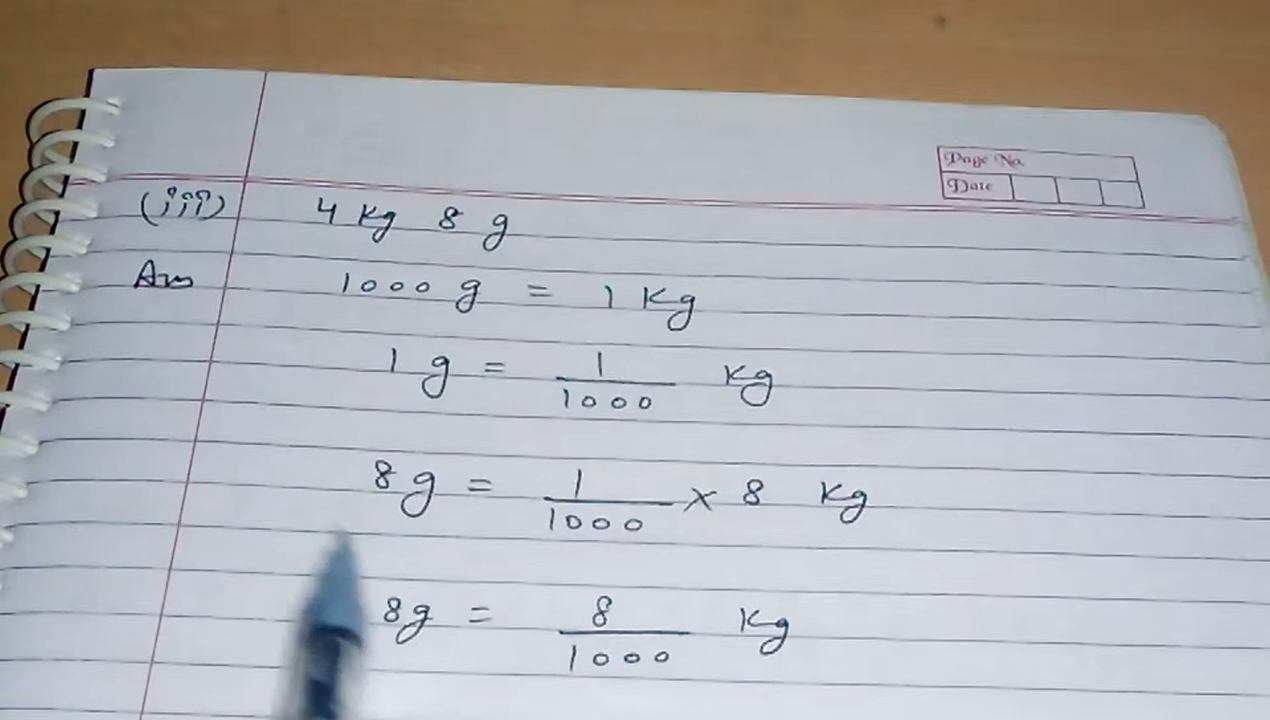 Page No.
Date
(iii) 4 Kg 8 g
Ans 1000 g = 1 Kg
1 g = 1/1000 Kg
8 g = 1/1000 × 8 Kg
8g = 8/1000 Kg